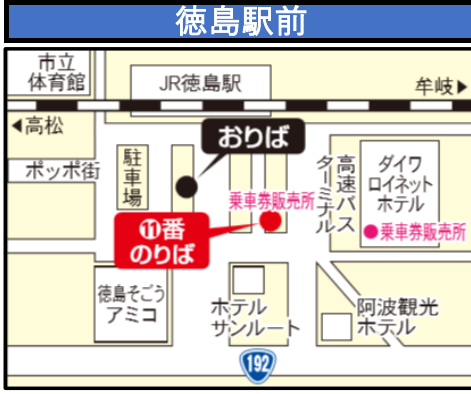 徳島駅前
市立
体育館
JR徳島駅
牟岐▶
◀高松
おりば
ポッポ街
駐車場
乗車券販売所
高速バス
ターミナル
ダイワ
ロイネット
ホテル
●乗車券販売所
⑪番
のりば
徳島そごう
アミコ
ホテル
サンルート
阿波観光
ホテル
192